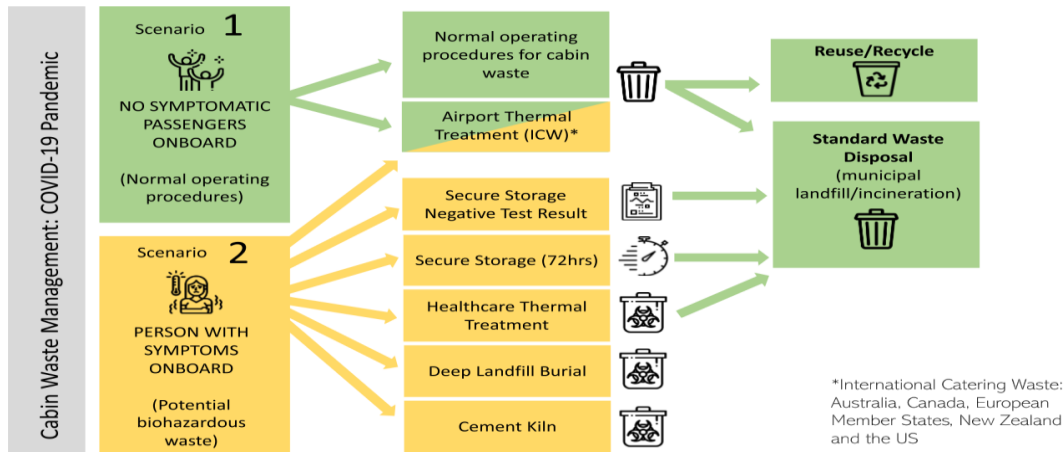 Cabin Waste Management: COVID-19 Pandemic
Scenario 1
NO SYMPTOMATIC
PASSENGERS
ONBOARD
(Normal operating
procedures)
Scenario 2
PERSON WITH
SYMPTOMS
ONBOARD
(Potential
biohazardous
waste)
Normal operating
procedures for cabin
waste
Airport Thermal
Treatment (ICW)*
Secure Storage
Negative Test Result
Secure Storage (72hrs)
Healthcare Thermal
Treatment
Deep Landfill Burial
Cement Kiln
Reuse/Recycle
Standard Waste
Disposal
(municipal
landfill/incineration)
*International Catering Waste:
Australia, Canada, European
Member States, New Zealand
and the US